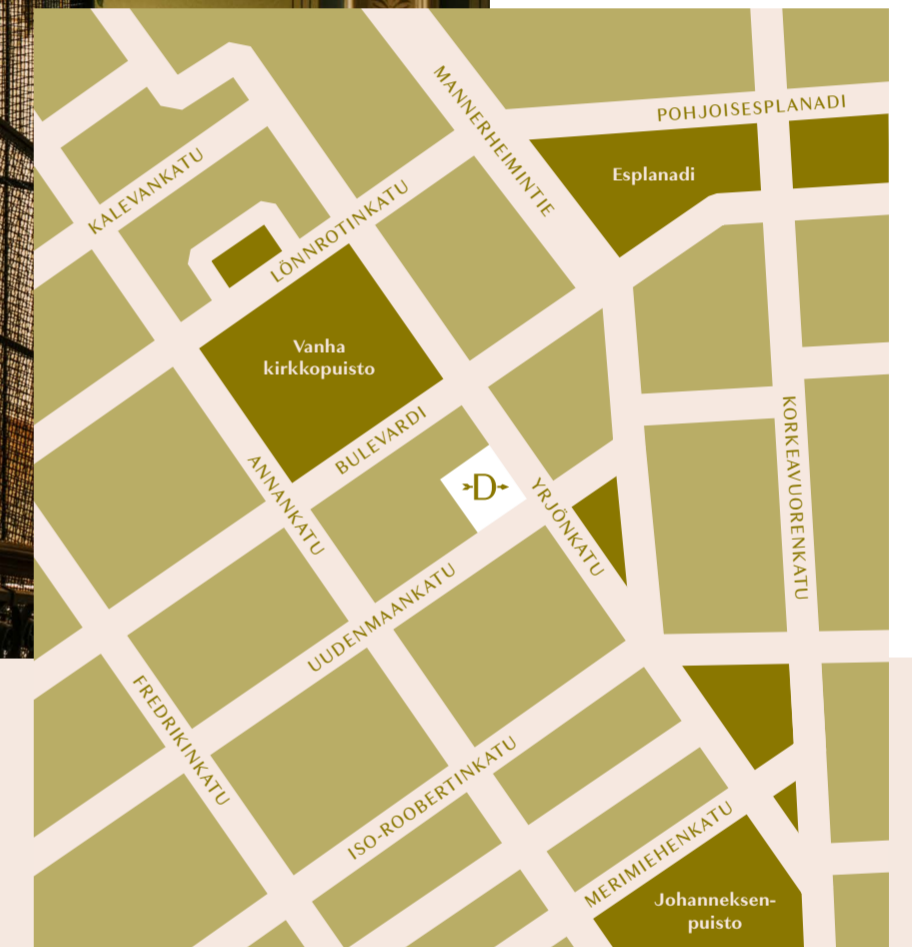 MANNERHEIMINTIE
POHJOISESPLANADI
Esplanadi
KALEVANKATU
LÖNNROTINKATU
Vanha
kirkkopuisto
BULEVARDI
ANNANKATU
D
YRJÖNKATU
KORKEAVUORENKATU
UUDENMAANKATU
FREDRIKINKATU
ISO-ROOBERTINKATU
MERIMIEHENKATU
Johanneksen-
puisto